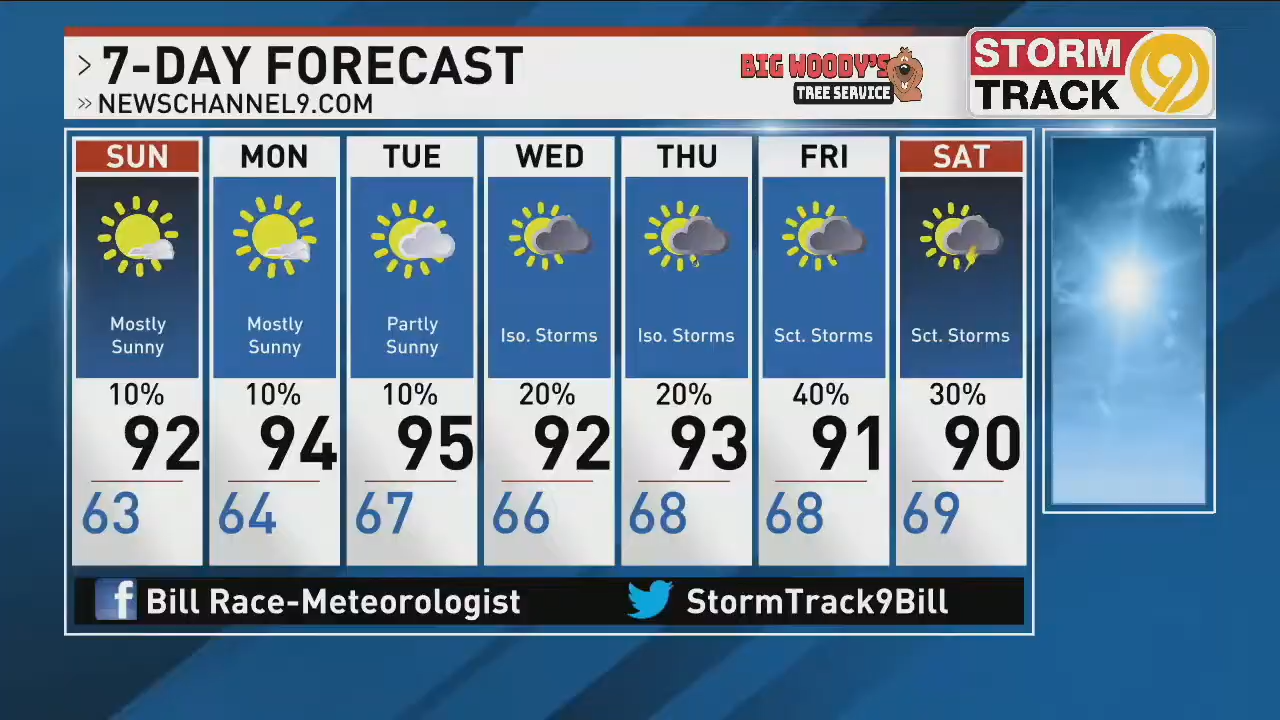 > 7-DAY FORECAST
» NEWSCHANNEL9.COM
BIG WOODY'S
TREE SERVICE
STORM
TRACK 9
SUN MON TUE WED THU FRI SAT
Mostly Sunny Mostly Sunny Partly Sunny Iso. Storms Iso. Storms Sct. Storms Sct. Storms
10% 10% 10% 20% 20% 40% 30%
92 94 95 92 93 91 90
63 64 67 66 68 68 69
f Bill Race-Meteorologist StormTrack9Bill